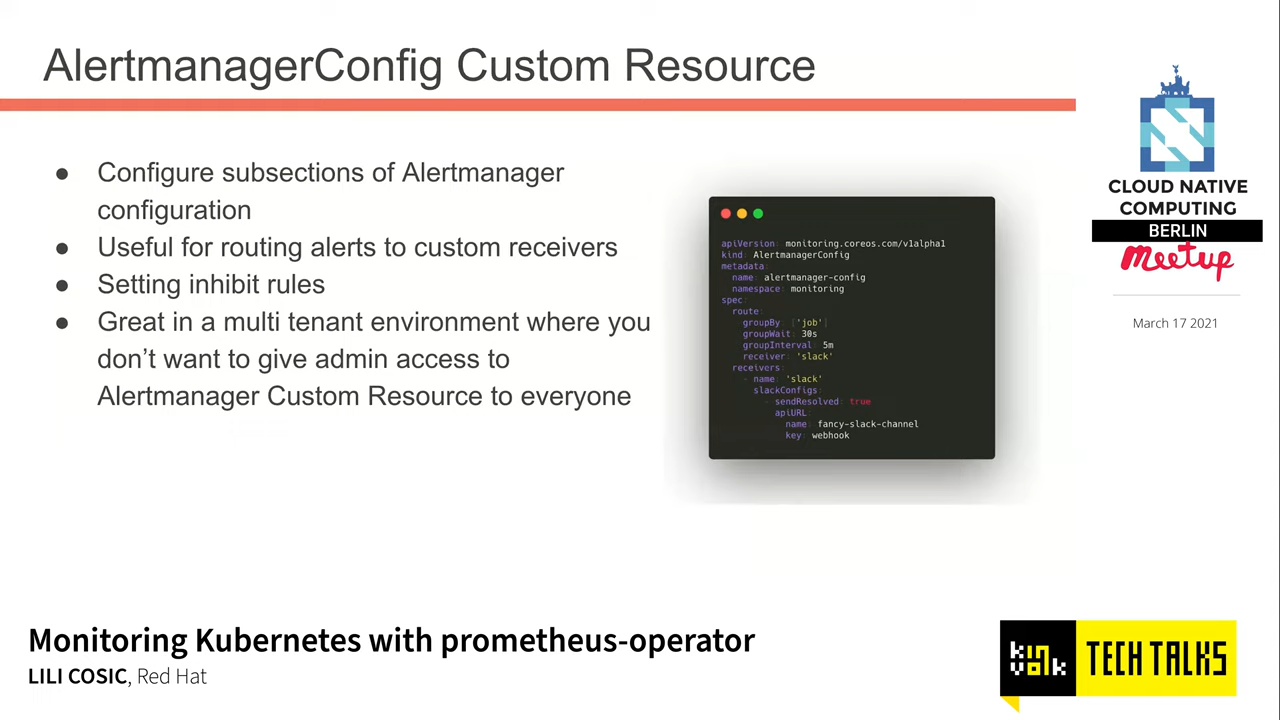 AlertmanagerConfig Custom Resource
● Configure subsections of Alertmanager
configuration
● Useful for routing alerts to custom receivers
● Setting inhibit rules
● Great in a multi tenant environment where you
don’t want to give admin access to
Alertmanager Custom Resource to everyone
apiVersion: monitoring.coreos.com/v1alpha1
kind: AlertmanagerConfig
metadata:
  name: alertmanager-config
  namespace: monitoring
spec:
  route:
    groupBy: ['job']
    groupWait: 30s
    groupInterval: 5m
    receiver: 'slack'
  receivers:
    - name: 'slack'
      slackConfigs:
        - sendResolved: true
          apiURL:
            name: fancy-slack-channel
            key: webhook
CLOUD NATIVE
COMPUTING
BERLIN
Meetup
March 17 2021
Monitoring Kubernetes with prometheus-operator
LILI COSIC, Red Hat
kinvolk
TECH TALKS